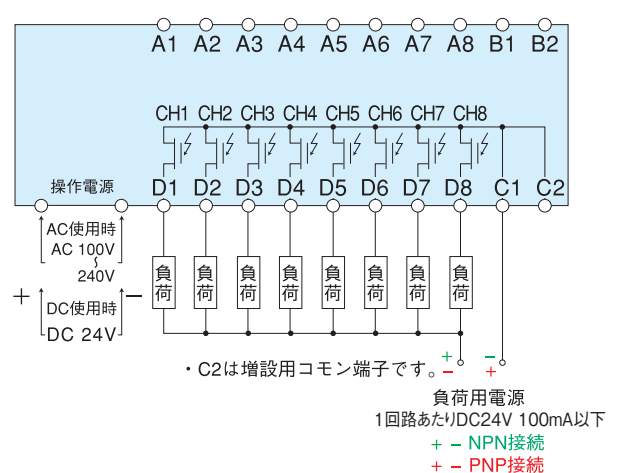 A1 A2 A3 A4 A5 A6 A7 A8 B1 B2
CH1 CH2 CH3 CH4 CH5 CH6 CH7 CH8
操作電源 D1 D2 D3 D4 D5 D6 D7 D8 C1 C2
AC使用時
AC 100V
～
240V
+ −
DC使用時
DC 24V
負荷 負荷 負荷 負荷 負荷 負荷 負荷 負荷
・C2は増設用コモン端子です。
+ −
− +
負荷用電源
1回路あたりDC24V 100mA以下
+ − NPN接続
+ − PNP接続